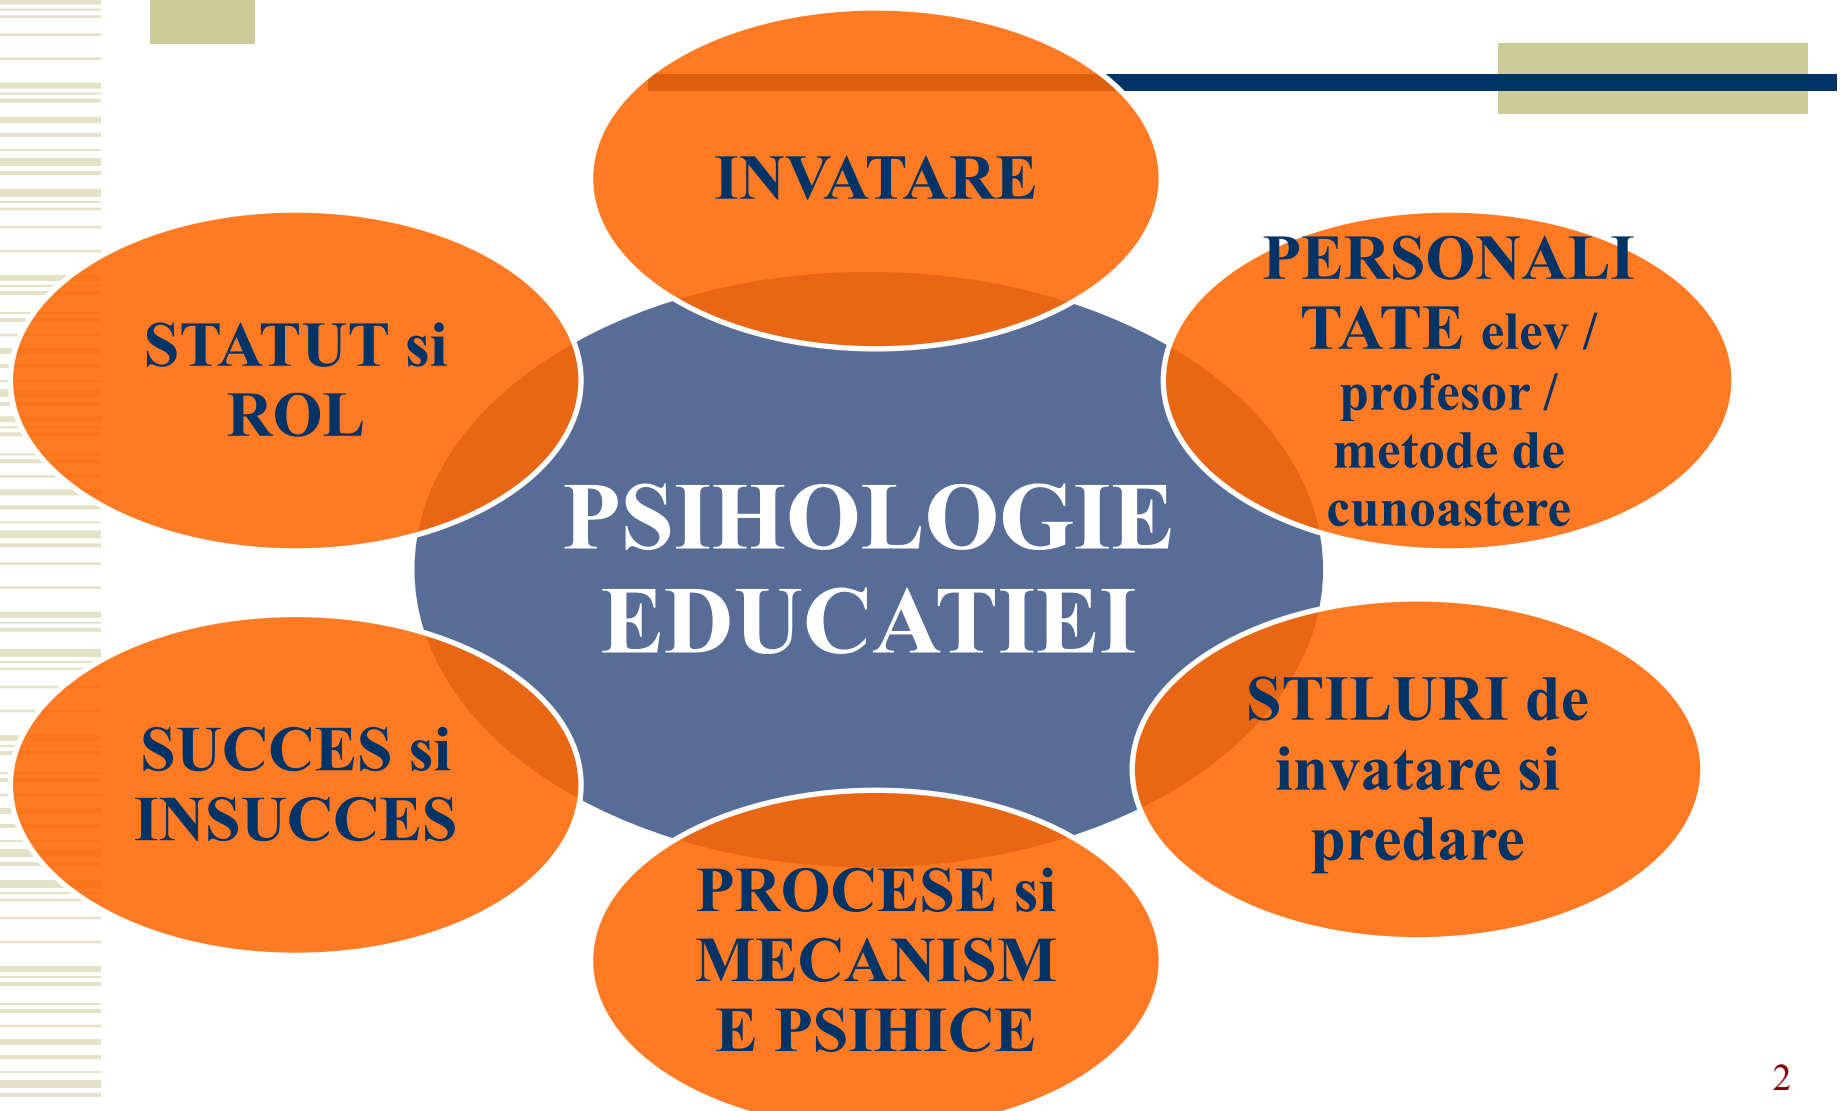 INVATARE
PERSONALI
TATE elev /
profesor /
metode de
cunoastere
STATUT si
ROL
PSIHOLOGIE
EDUCATIEI
STILURI de
invatare si
predare
SUCCES si
INSUCCES
PROCESE si
MECANISM
E PSIHICE
2